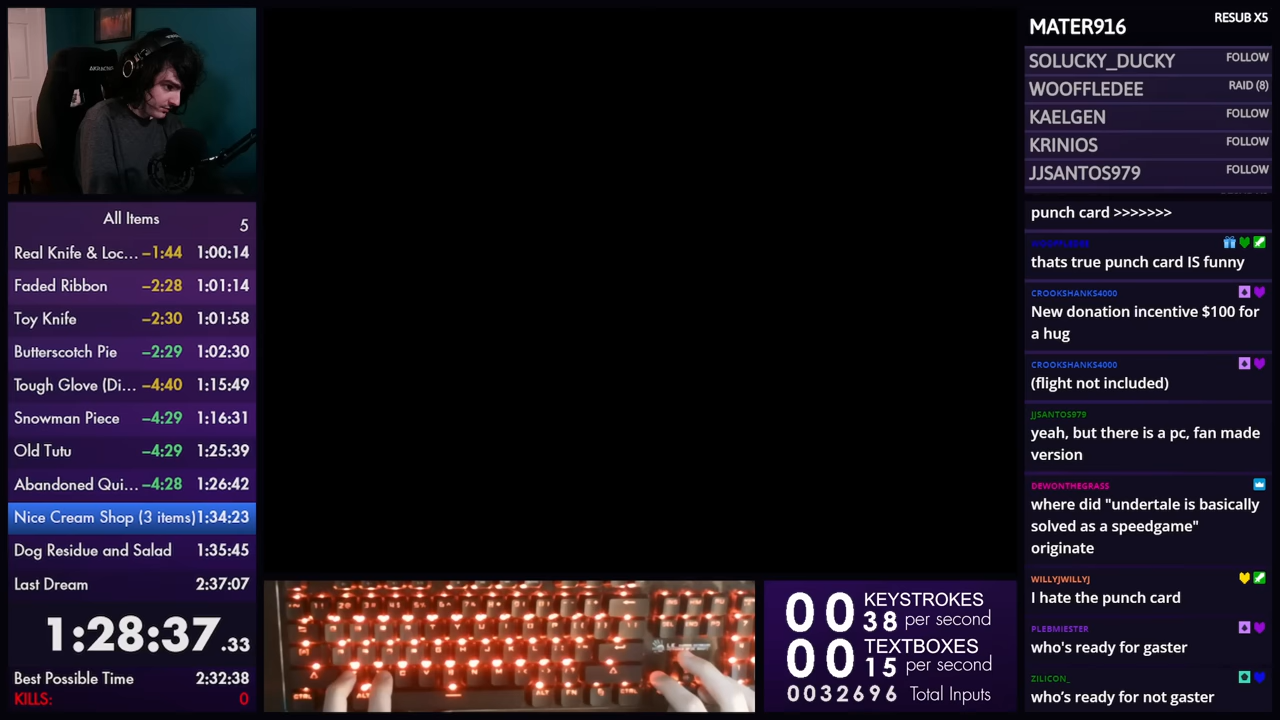 All Items
5
Real Knife & Loc... −1:44 1:00:14
Faded Ribbon −2:28 1:01:14
Toy Knife −2:30 1:01:58
Butterscotch Pie −2:29 1:02:30
Tough Glove (Di... −4:40 1:15:49
Snowman Piece −4:29 1:16:31
Old Tutu −4:29 1:25:39
Abandoned Qui... −4:28 1:26:42
Nice Cream Shop (3 items) 1:34:23
Dog Residue and Salad 1:35:45
Last Dream 2:37:07
1:28:37.33
Best Possible Time 2:32:38
KILLS: 0
00 38 KEYSTROKES per second
00 15 TEXTBOXES per second
0032696 Total Inputs
MATER916 RESUB X5
SOLUCKY_DUCKY FOLLOW
WOOFFLEDEE RAID (8)
KAELGEN FOLLOW
KRINIOS FOLLOW
JJSANTOS979 FOLLOW
punch card >>>>>>>
WOOFFLEDEE
thats true punch card IS funny
CROOKSHANKS4000
New donation incentive $100 for
a hug
CROOKSHANKS4000
(flight not included)
JJSANTOS979
yeah, but there is a pc, fan made
version
DEWONTHEGRASS
where did "undertale is basically
solved as a speedgame"
originate
WILLYJWILLYJ
I hate the punch card
PLEBMIESTER
who's ready for gaster
ZILICON_
who's ready for not gaster